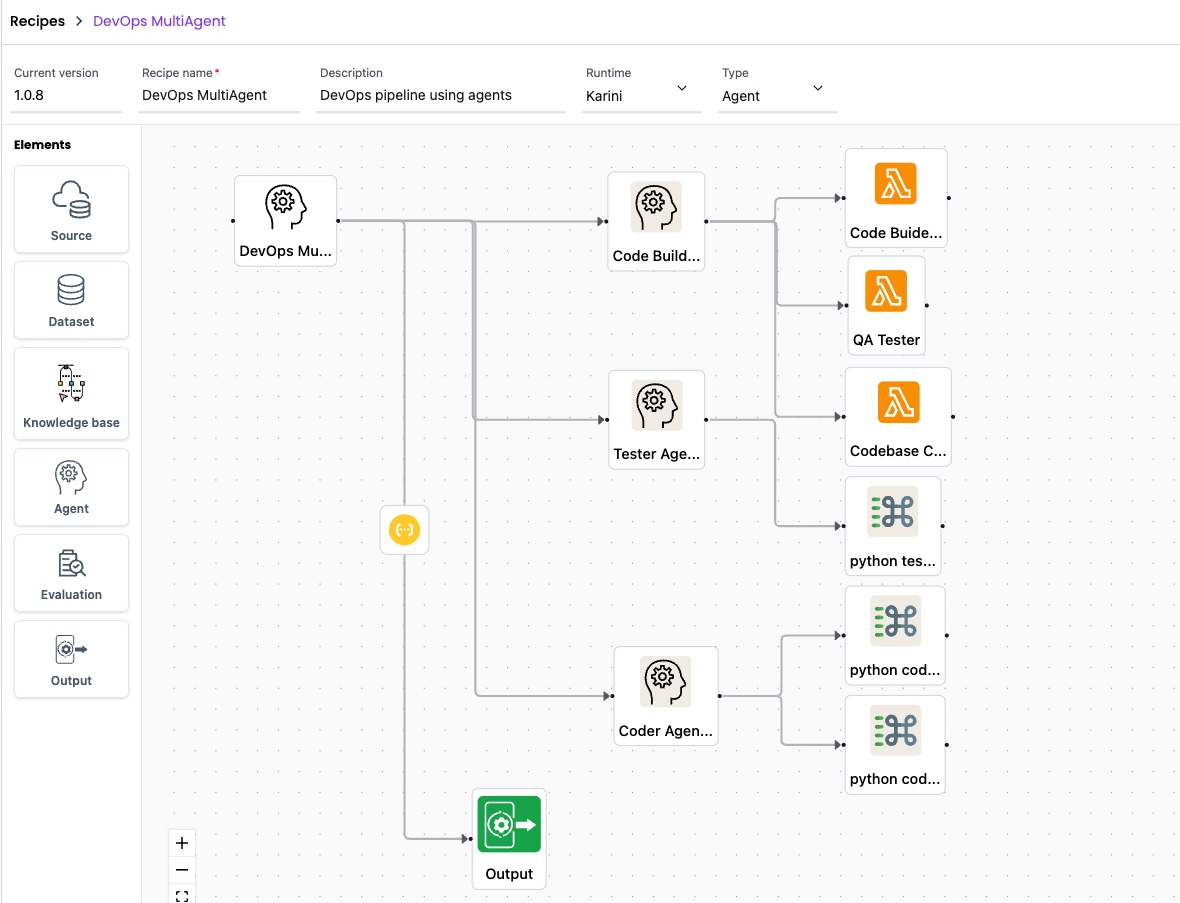 Recipes > DevOps MultiAgent
Current version
1.0.8
Recipe name*
DevOps MultiAgent
Description
DevOps pipeline using agents
Runtime
Karini
Type
Agent
Elements
Source
Dataset
Knowledge base
Agent
Evaluation
Output
DevOps Mu...
Code Build...
Code Buide...
QA Tester
Tester Age...
Codebase C...
python tes...
python cod...
Coder Agen...
python cod...
Output